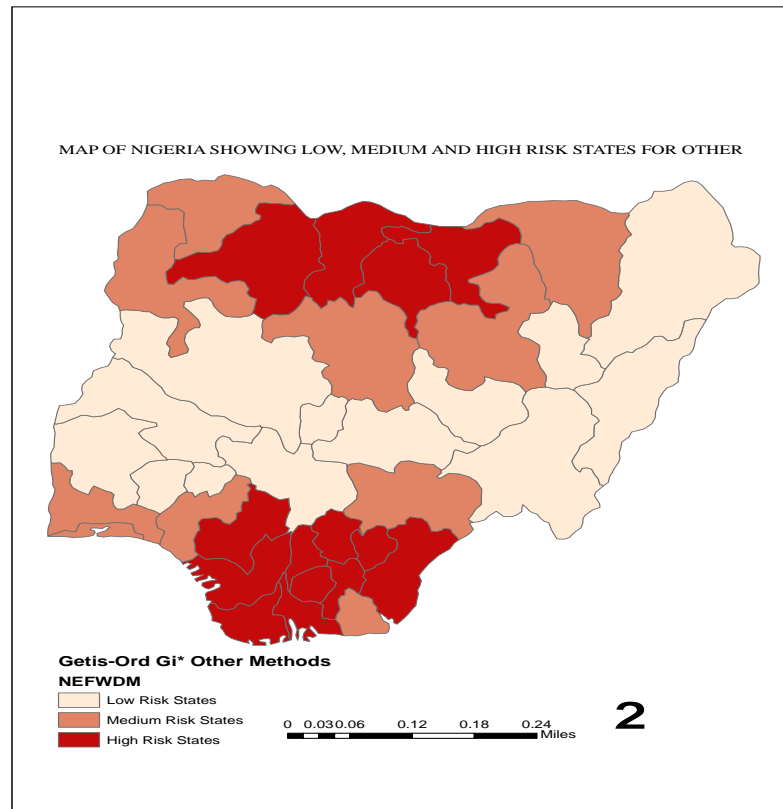 MAP OF NIGERIA SHOWING LOW, MEDIUM AND HIGH RISK STATES FOR OTHER
Getis-Ord Gi* Other Methods
NEFWDM
Low Risk States
Medium Risk States
High Risk States
0 0.030.06 0.12 0.18 0.24
Miles
2